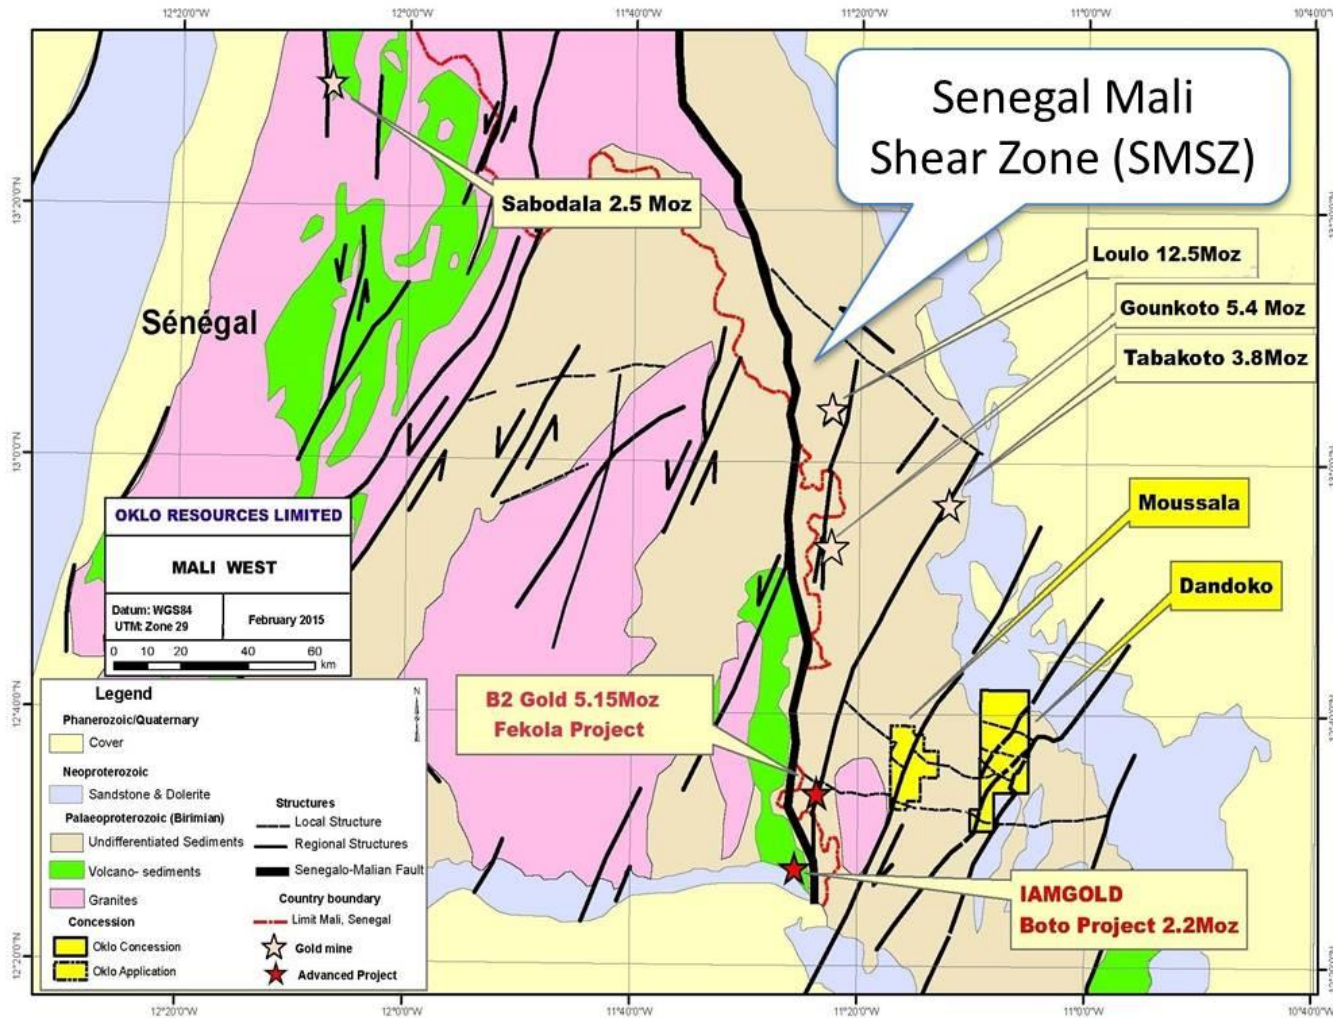 12°20'0"W 12°0'0"W 11°40'0"W 11°20'0"W 11°0'0"W 10°40'0"W
Senegal Mali
Shear Zone (SMSZ)
13°20'0"N
Sabodala 2.5 Moz
Loulo 12.5Moz
Gounkoto 5.4 Moz
Sénégal
Tabakoto 3.8Moz
13°0'0"N
Moussala
Dandoko
OKLO RESOURCES LIMITED
MALI WEST
Datum: WGS84
UTM: Zone 29
February 2015
0 10 20 40 60
km
B2 Gold 5.15Moz
Fekola Project
12°40'0"N
Legend
N
Phanerozoic/Quaternary
Cover
Neoproterozoic
Sandstone & Dolerite
Palaeoproterozoic (Birimian)
Undifferentiated Sediments
Volcano- sediments
Granites
Concession
Oklo Concession
Oklo Application
Structures
Local Structure
Regional Structures
Senegalo-Malian Fault
Country boundary
Limit Mali, Senegal
Gold mine
Advanced Project
IAMGOLD
Boto Project 2.2Moz
12°20'0"N
12°20'0"W 12°0'0"W 11°40'0"W 11°20'0"W 11°0'0"W 10°40'0"W